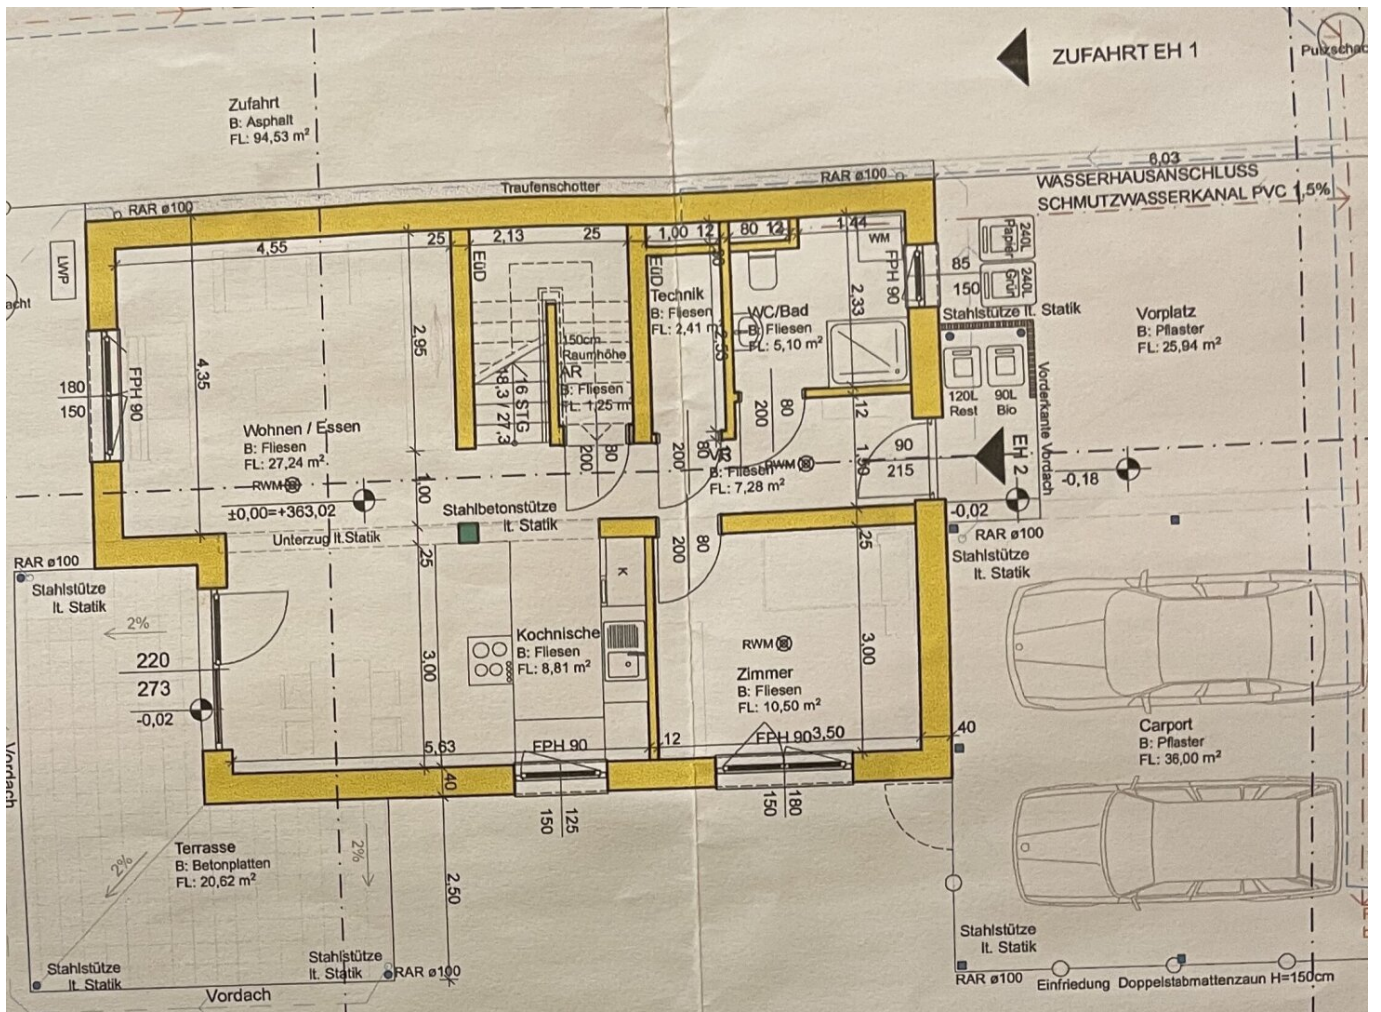 ZUFAHRT EH 1
Zufahrt
B: Asphalt
FL: 94,53 m²
6,03
WASSERHAUSANSCHLUSS
SCHMUTZWASSERKANAL PVC 1,5%
Traufenschotter
RAR ø100
RAR ø100
LWP
4,55
25
2,13
25
1,00
12
80
12
1,44
WM
FPH 90
85
150
240L
Papier
240L
Grün
Stahlstütze lt. Statik
120L
Rest
90L
Bio
Vorderkante Vordach
Vorplatz
B: Pflaster
FL: 25,94 m²
EüD
EüD
Technik
B: Fliesen
FL: 2,41 m²
WC/Bad
B: Fliesen
FL: 5,10 m²
2,33
2,95
4,35
180
150
FPH 90
150cm
Raumhöhe
AR
B: Fliesen
FL: 1,25 m²
16 STG
18,3 / 27,3
200
80
200
80
200
80
12
Wohnen / Essen
B: Fliesen
FL: 27,24 m²
RWM
±0,00=+363,02
1,00
B: Fliesen
FL: 7,28 m²
RWM
90
215
EH 2
-0,18
-0,02
RAR ø100
Stahlstütze
lt. Statik
Stahlbetonstütze
lt. Statik
Unterzug lt.Statik
25
25
RAR ø100
Stahlstütze
lt. Statik
2%
220
273
-0,02
3,00
Kochnische
B: Fliesen
FL: 8,81 m²
K
200
80
RWM
Zimmer
B: Fliesen
FL: 10,50 m²
3,00
5,63
FPH 90
12
FPH 90
3,50
40
40
150
125
150
180
Carport
B: Pflaster
FL: 36,00 m²
Vordach
Terrasse
B: Betonplatten
FL: 20,62 m²
2%
2%
2,50
Stahlstütze
lt. Statik
Stahlstütze
lt. Statik
RAR ø100
Vordach
Stahlstütze
lt. Statik
RAR ø100
Einfriedung Doppelstabmattenzaun H=150cm